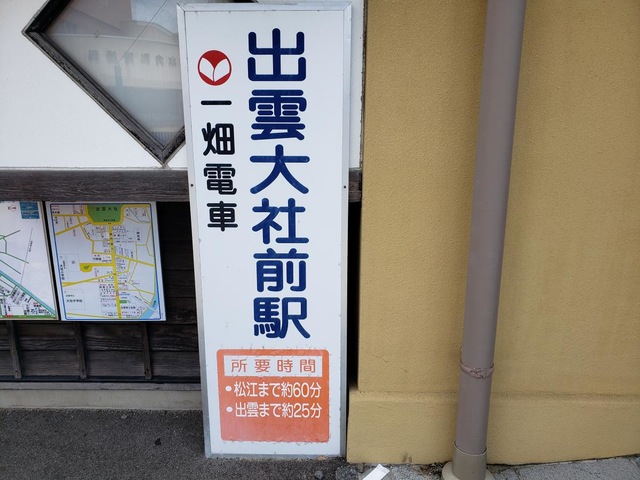 出雲大社前駅
一畑電車
所要時間
・松江まで約60分
・出雲まで約25分